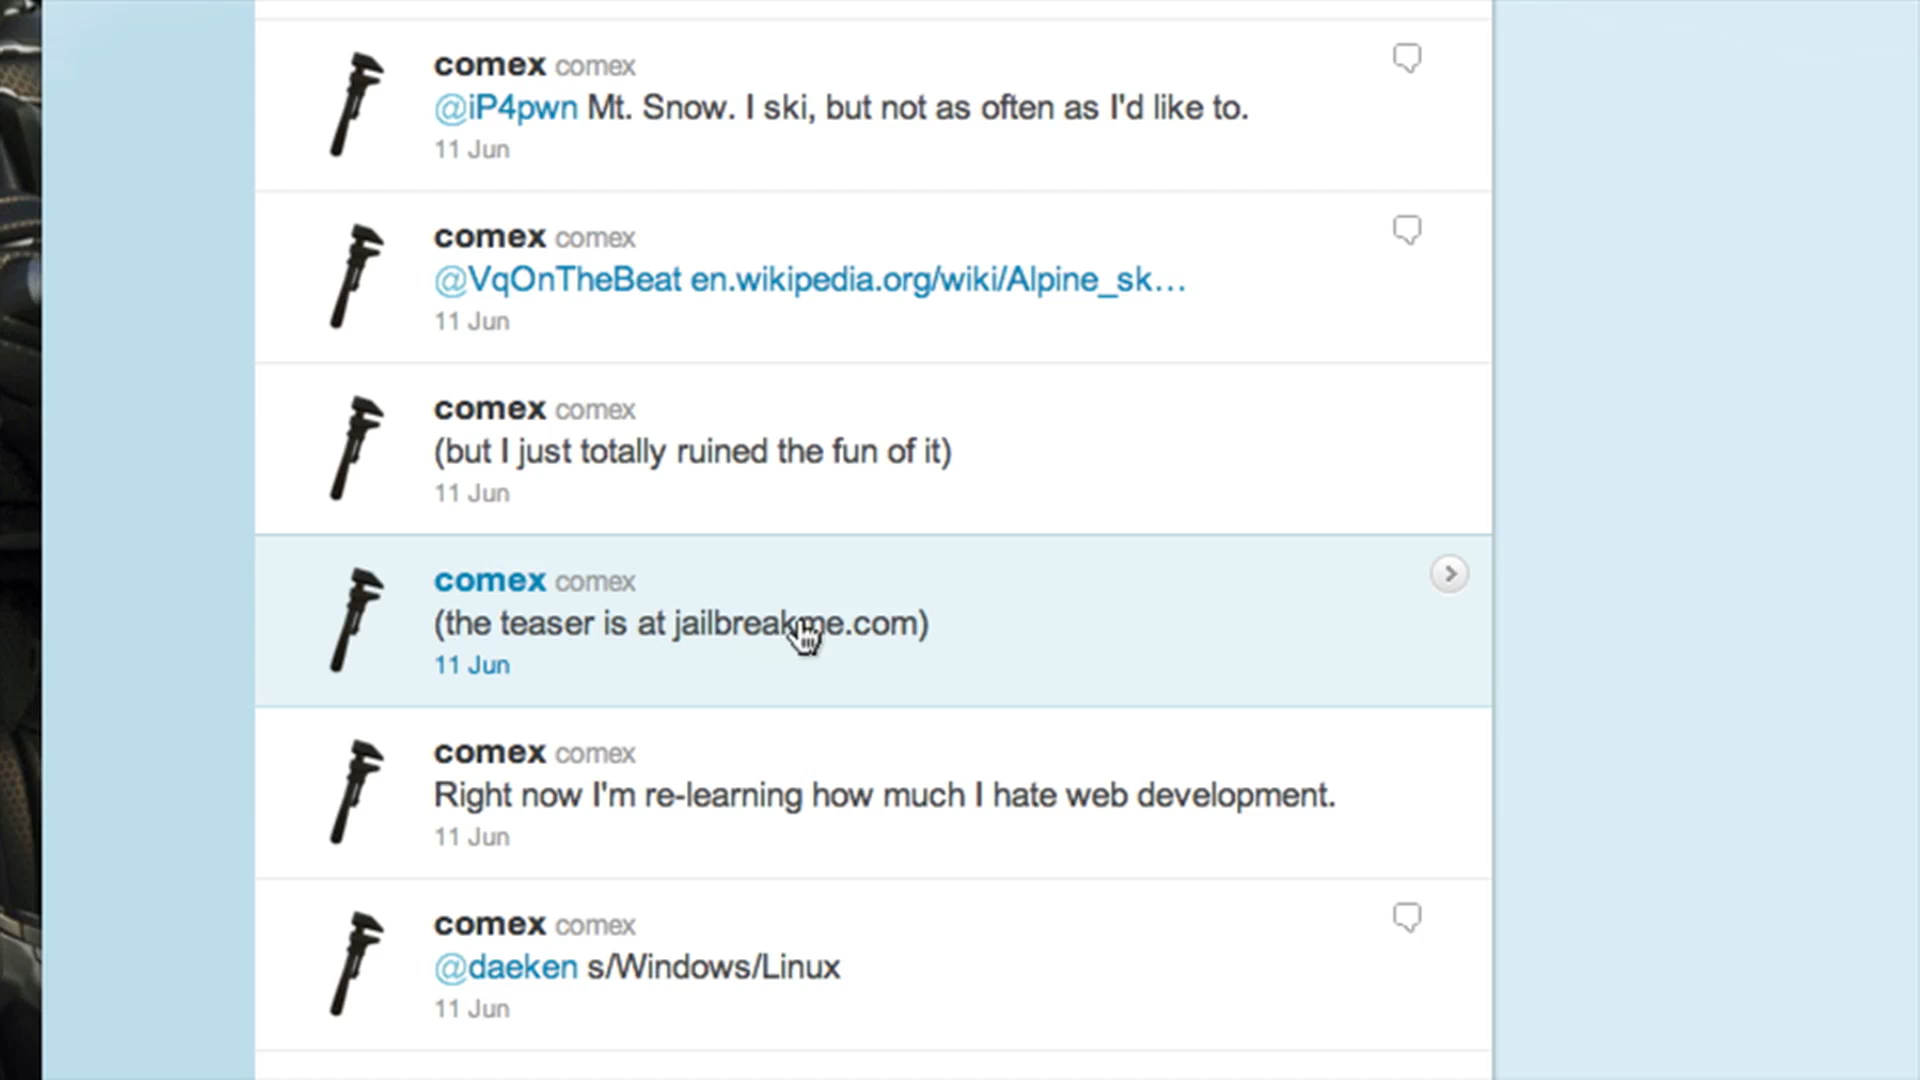 comex comex
@iP4pwn Mt. Snow. I ski, but not as often as I'd like to.
11 Jun
comex comex
@VqOnTheBeat en.wikipedia.org/wiki/Alpine_sk...
11 Jun
comex comex
(but I just totally ruined the fun of it)
11 Jun
comex comex
(the teaser is at jailbreakme.com)
11 Jun
comex comex
Right now I'm re-learning how much I hate web development.
11 Jun
comex comex
@daeken s/Windows/Linux
11 Jun